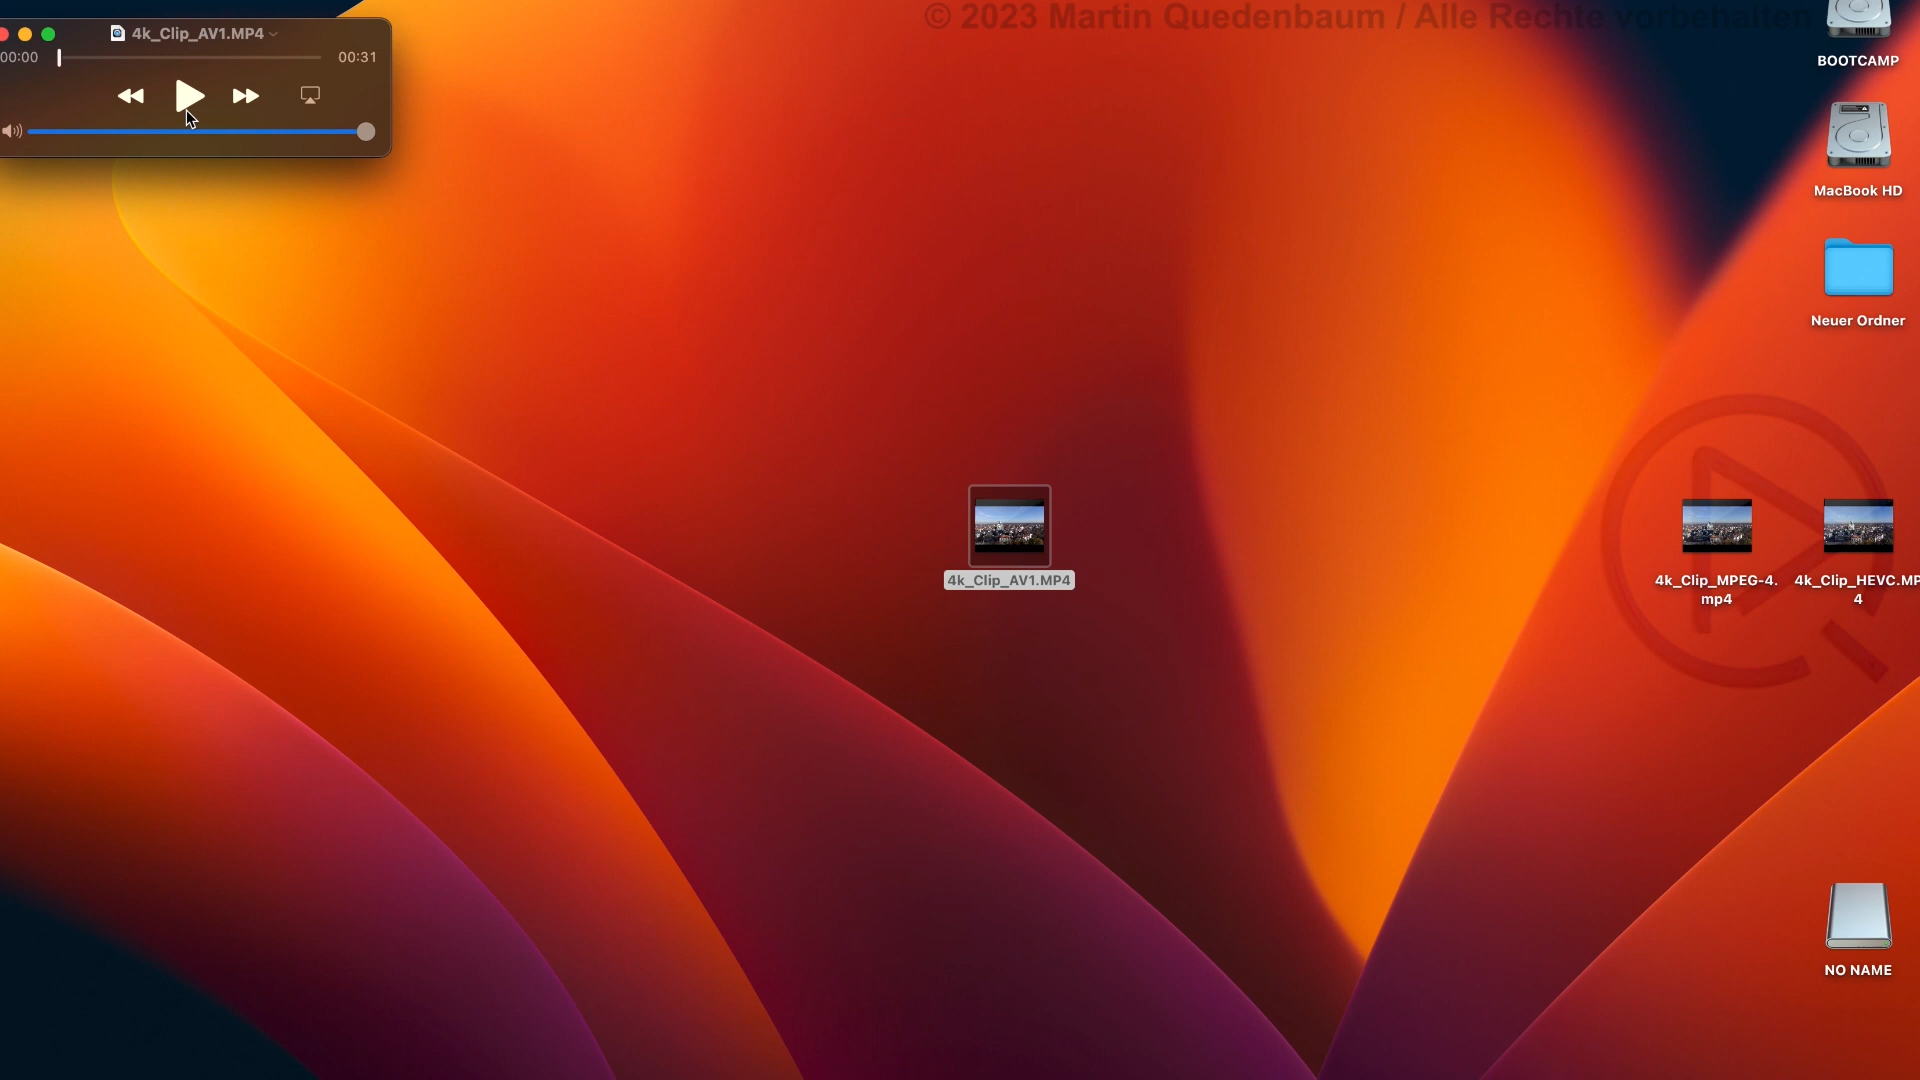 © 2023 Martin Quedenbaum / Alle Rechte vorbehalten
4k_Clip_AV1.MP4
00:00
00:31
BOOTCAMP
MacBook HD
Neuer Ordner
4k_Clip_AV1.MP4
4k_Clip_MPEG-4.
mp4
4k_Clip_HEVC.MP
4
NO NAME